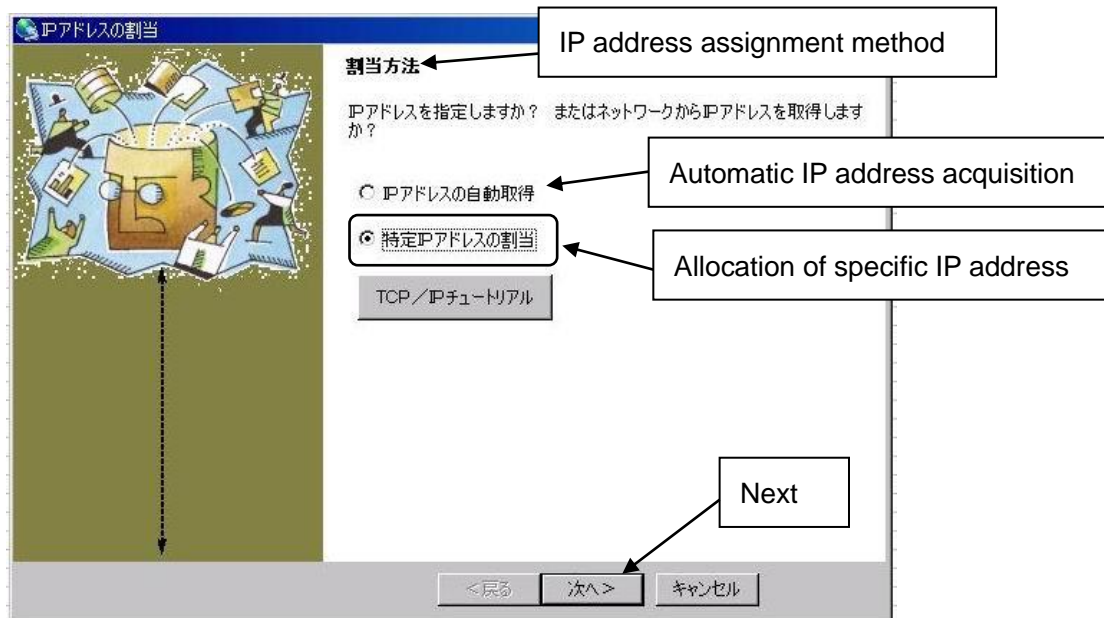 IPアドレスの割当
IP address assignment method
割当方法
IPアドレスを指定しますか？　またはネットワークからIPアドレスを取得します
か？
Automatic IP address acquisition
IPアドレスの自動取得
特定IPアドレスの割当
Allocation of specific IP address
TCP／IPチュートリアル
Next
<戻る
次へ>
キャンセル